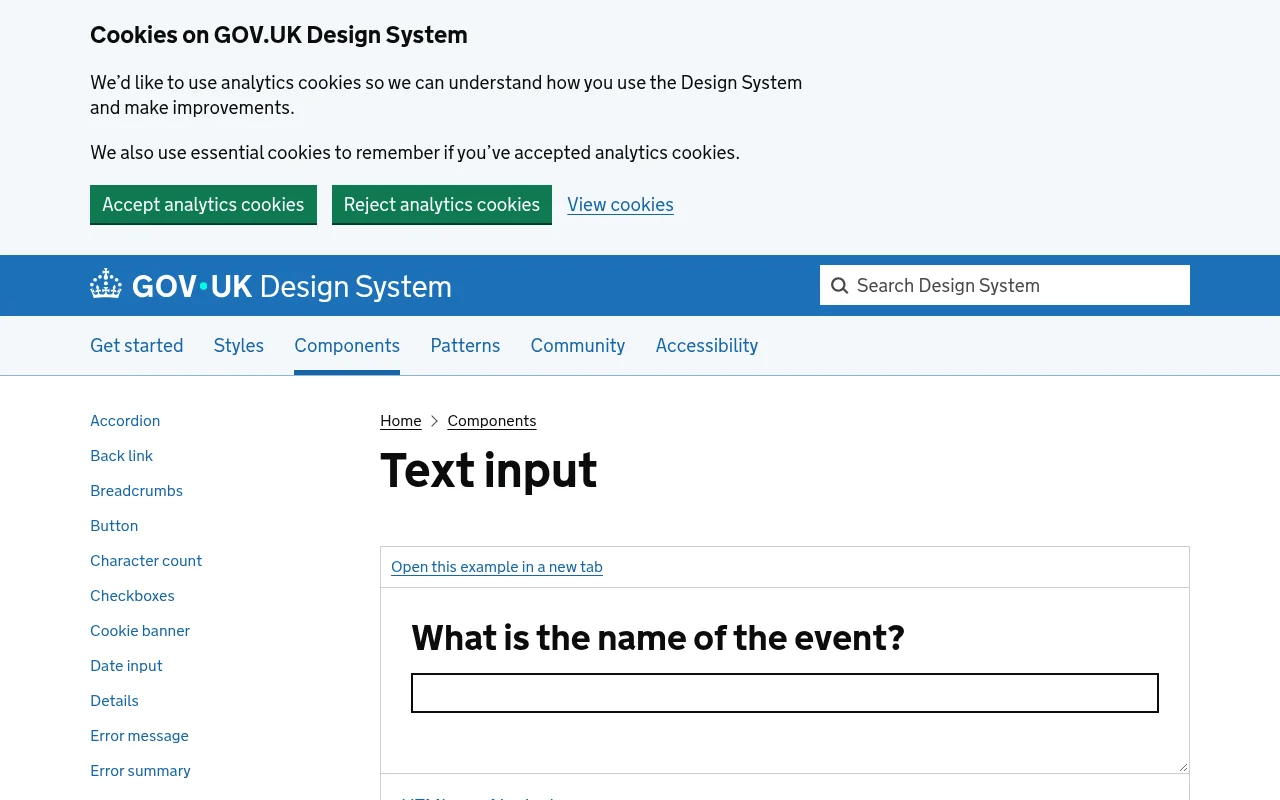 Cookies on GOV.UK Design System
We’d like to use analytics cookies so we can understand how you use the Design System
and make improvements.
We also use essential cookies to remember if you’ve accepted analytics cookies.
Accept analytics cookies Reject analytics cookies View cookies
GOV·UK Design System
Search Design System
Get started Styles Components Patterns Community Accessibility
Accordion
Back link
Breadcrumbs
Button
Character count
Checkboxes
Cookie banner
Date input
Details
Error message
Error summary
Home Components
Text input
Open this example in a new tab
What is the name of the event?